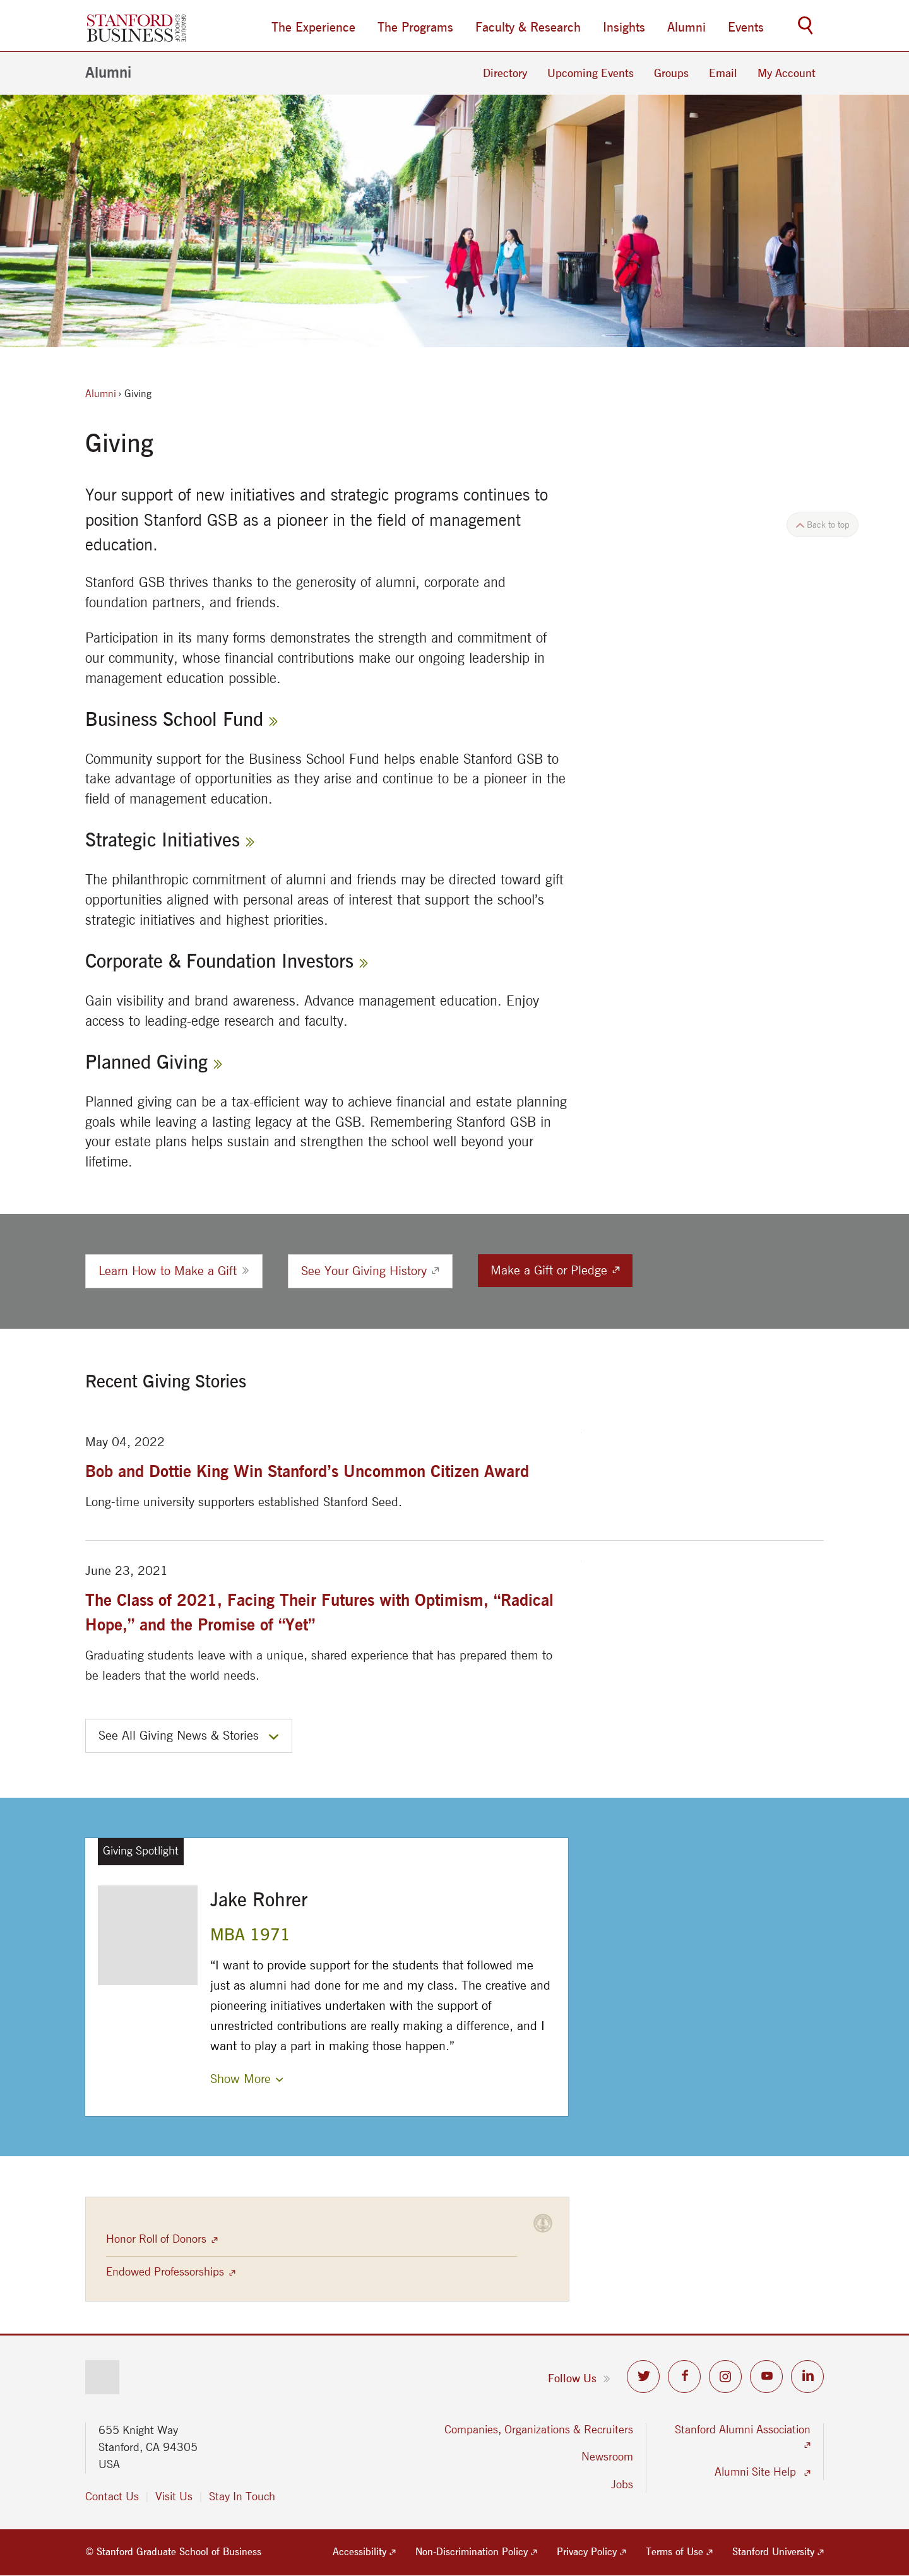 STANFORD
BUSINESS
GRADUATE
SCHOOL OF
The Experience
The Programs
Faculty & Research
Insights
Alumni
Events
Alumni
Directory
Upcoming Events
Groups
Email
My Account
Alumni › Giving
Giving
Your support of new initiatives and strategic programs continues to
position Stanford GSB as a pioneer in the field of management
education.
Back to top
Stanford GSB thrives thanks to the generosity of alumni, corporate and
foundation partners, and friends.
Participation in its many forms demonstrates the strength and commitment of
our community, whose financial contributions make our ongoing leadership in
management education possible.
Business School Fund »
Community support for the Business School Fund helps enable Stanford GSB to
take advantage of opportunities as they arise and continue to be a pioneer in the
field of management education.
Strategic Initiatives »
The philanthropic commitment of alumni and friends may be directed toward gift
opportunities aligned with personal areas of interest that support the school’s
strategic initiatives and highest priorities.
Corporate & Foundation Investors »
Gain visibility and brand awareness. Advance management education. Enjoy
access to leading-edge research and faculty.
Planned Giving »
Planned giving can be a tax-efficient way to achieve financial and estate planning
goals while leaving a lasting legacy at the GSB. Remembering Stanford GSB in
your estate plans helps sustain and strengthen the school well beyond your
lifetime.
Learn How to Make a Gift »
See Your Giving History
Make a Gift or Pledge
Recent Giving Stories
May 04, 2022
Bob and Dottie King Win Stanford’s Uncommon Citizen Award
Long-time university supporters established Stanford Seed.
June 23, 2021
The Class of 2021, Facing Their Futures with Optimism, “Radical
Hope,” and the Promise of “Yet”
Graduating students leave with a unique, shared experience that has prepared them to
be leaders that the world needs.
See All Giving News & Stories
Giving Spotlight
Jake Rohrer
MBA 1971
“I want to provide support for the students that followed me
just as alumni had done for me and my class. The creative and
pioneering initiatives undertaken with the support of
unrestricted contributions are really making a difference, and I
want to play a part in making those happen.”
Show More
Honor Roll of Donors
Endowed Professorships
Follow Us »
655 Knight Way
Stanford, CA 94305
USA
Contact Us
Visit Us
Stay In Touch
Companies, Organizations & Recruiters
Newsroom
Jobs
Stanford Alumni Association
Alumni Site Help
© Stanford Graduate School of Business
Accessibility
Non-Discrimination Policy
Privacy Policy
Terms of Use
Stanford University